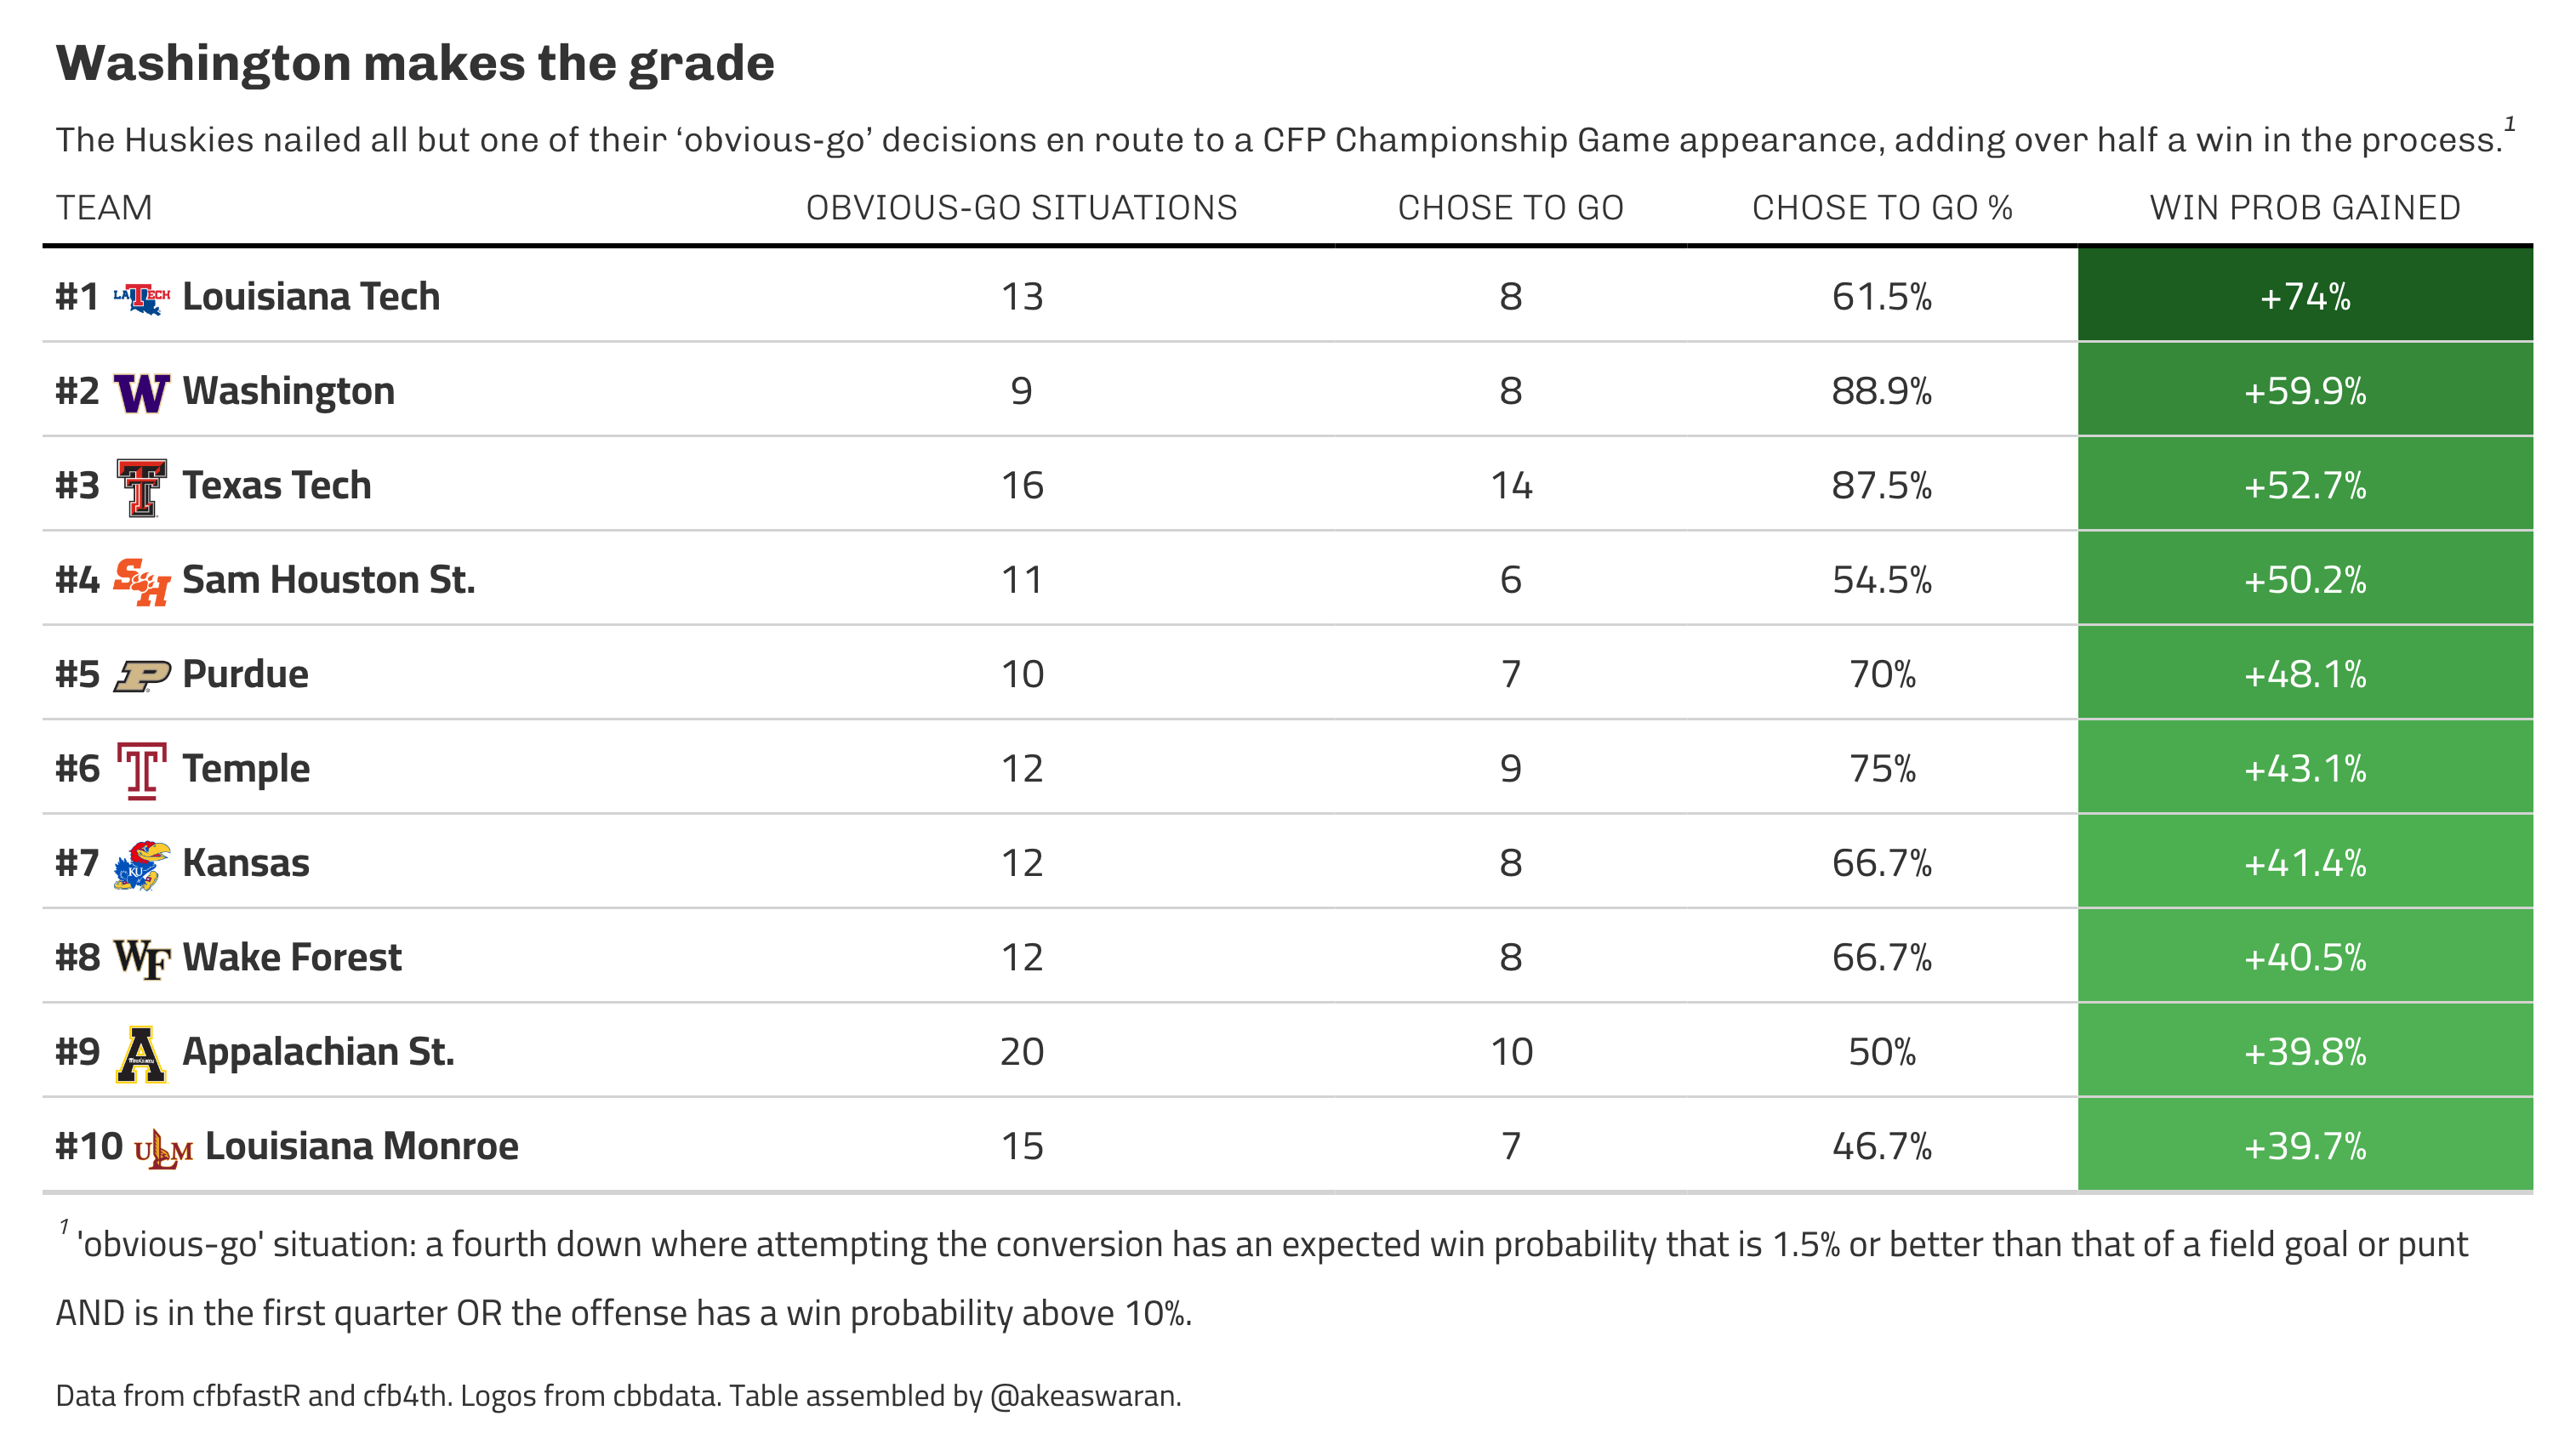 Washington makes the grade
The Huskies nailed all but one of their ‘obvious-go’ decisions en route to a CFP Championship Game appearance, adding over half a win in the process.1
TEAM OBVIOUS-GO SITUATIONS CHOSE TO GO CHOSE TO GO % WIN PROB GAINED
#1 LA TECH Louisiana Tech 13 8 61.5% +74%
#2 W Washington 9 8 88.9% +59.9%
#3 T Texas Tech 16 14 87.5% +52.7%
#4 SH Sam Houston St. 11 6 54.5% +50.2%
#5 P Purdue 10 7 70% +48.1%
#6 T Temple 12 9 75% +43.1%
#7 KU Kansas 12 8 66.7% +41.4%
#8 WF Wake Forest 12 8 66.7% +40.5%
#9 A Appalachian St. 20 10 50% +39.8%
#10 ULM Louisiana Monroe 15 7 46.7% +39.7%
1 'obvious-go' situation: a fourth down where attempting the conversion has an expected win probability that is 1.5% or better than that of a field goal or punt
AND is in the first quarter OR the offense has a win probability above 10%.
Data from cfbfastR and cfb4th. Logos from cbbdata. Table assembled by @akeaswaran.